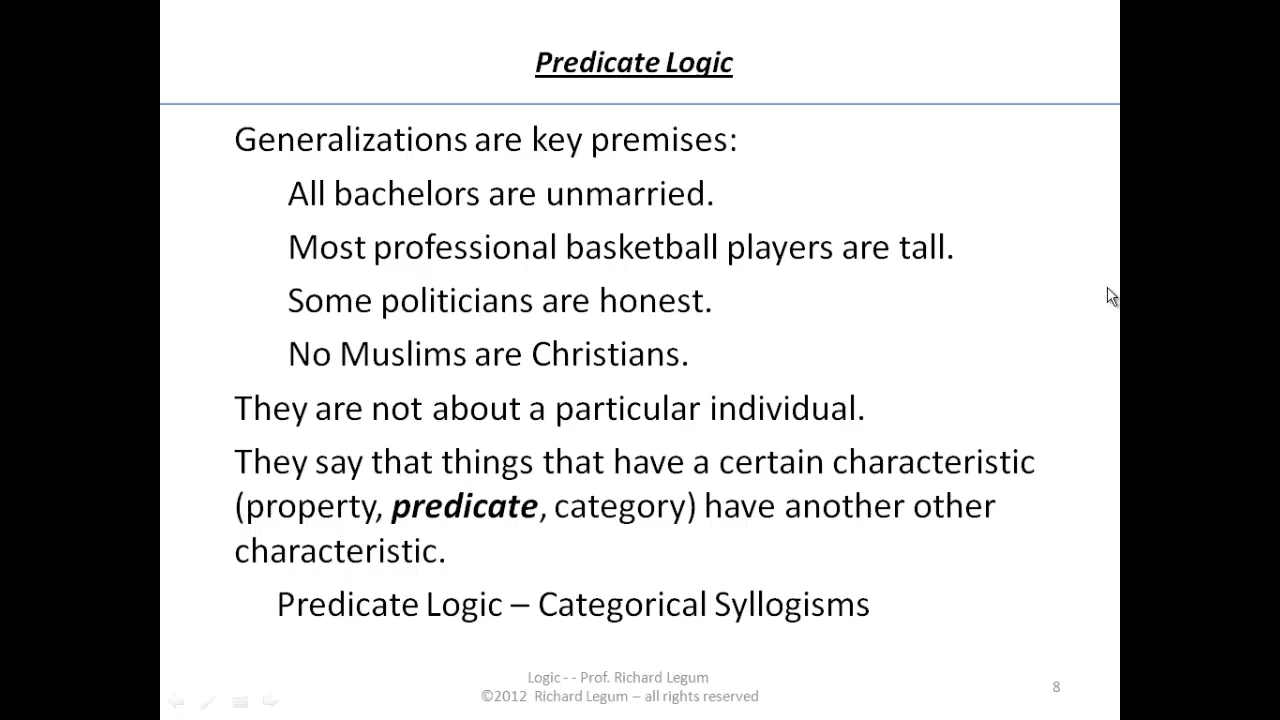 Predicate Logic
Generalizations are key premises:
All bachelors are unmarried.
Most professional basketball players are tall.
Some politicians are honest.
No Muslims are Christians.
They are not about a particular individual.
They say that things that have a certain characteristic
(property, predicate, category) have another other
characteristic.
Predicate Logic – Categorical Syllogisms
Logic - - Prof. Richard Legum
©2012 Richard Legum – all rights reserved
8